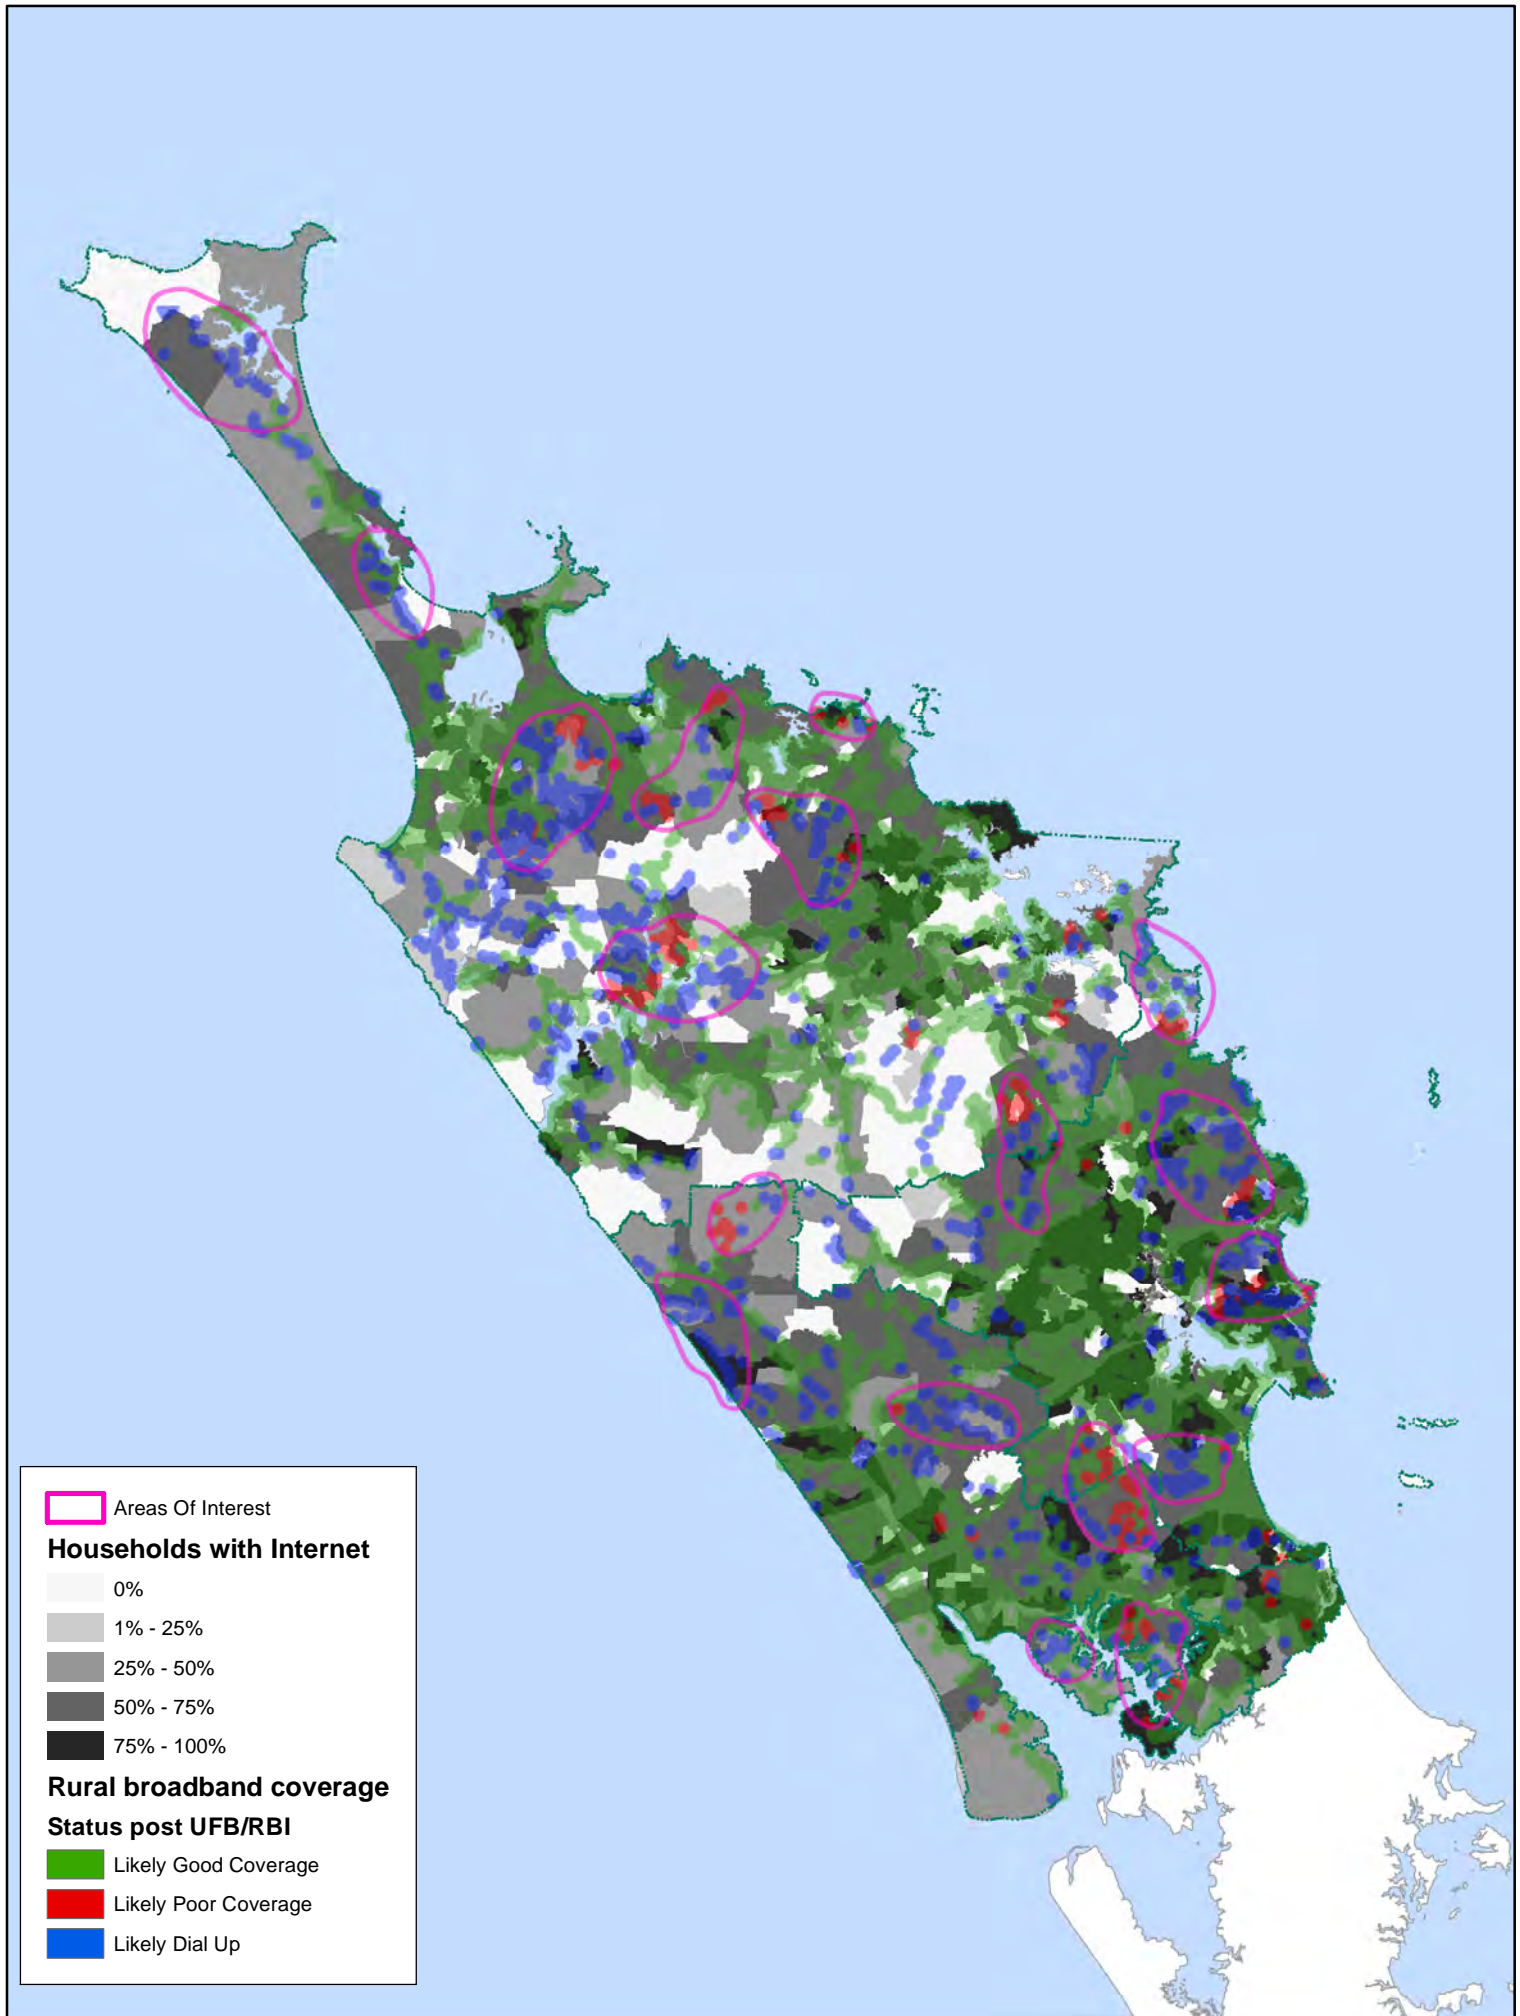 Areas Of Interest
Households with Internet
0%
1% - 25%
25% - 50%
50% - 75%
75% - 100%
Rural broadband coverage
Status post UFB/RBI
Likely Good Coverage
Likely Poor Coverage
Likely Dial Up